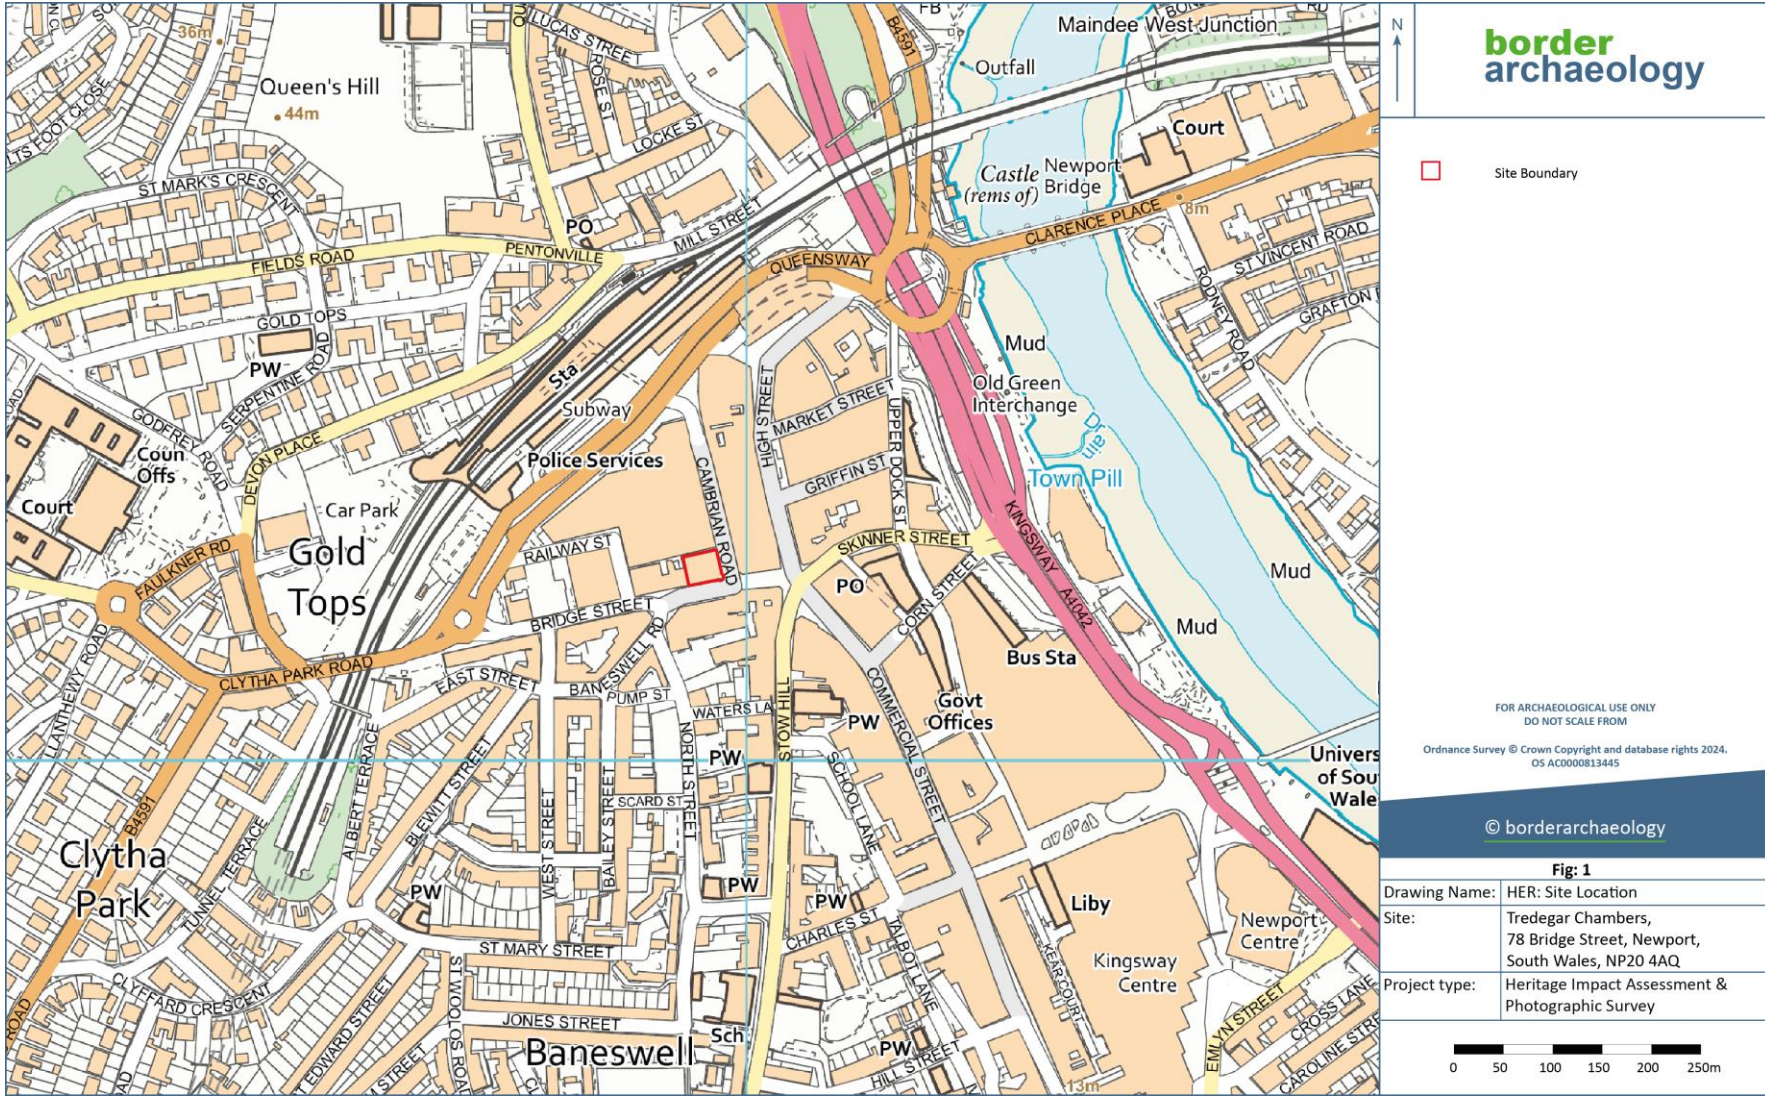 36m
Queen's Hill
44m
LTS FOOT CLOSE
ST MARK'S CRESCENT
LUCAS STREET
ROSE ST
LOCKE ST
B4591
FB
Outfall
Maindee West Junction
RD
Court
Castle
(rems of)
Newport
Bridge
CLARENCE PLACE
8m
ST VINCENT ROAD
RODNEY ROAD
GRAFTON
PO
MILL STREET
PENTONVILLE
FIELDS ROAD
QUEENSWAY
GOLD TOPS
PW
SERPENTINE ROAD
Sta
Subway
GODFREY ROAD
DEVON PLACE
Police Services
Coun
Offs
Court
Car Park
Gold
Tops
FAULKNER RD
HIGH STREET
MARKET STREET
GRIFFIN ST
UPPER DOCK ST
CAMBRIAN ROAD
Mud
Old Green
Interchange
Drain
Town Pill
KINGSWAY
A4042
SKINNER STREET
PO
CORN STREET
Mud
Mud
Bus Sta
RAILWAY ST
BRIDGE STREET
BANESWELL RD
LLANTHEWY ROAD
CLYTHA PARK ROAD
EAST STREET
BANESWELL
PUMP ST
WATERS LA
STOW HILL
PW
Govt
Offices
COMMERCIAL STREET
PW
NORTH STREET
SCHOOL LANE
ALBERT TERRACE
BLEWITT STREET
SCARD ST
WEST STREET
BAILEY STREET
Univers
of Sou
Wale
B4591
Clytha
Park
TUNNEL TERRACE
PW
PW
PW
CHARLES ST
TALBOT LANE
Liby
KEAR COURT
Newport
Centre
Kingsway
Centre
EMLYN STREET
CROSS LANE
CAROLINE STRE
ST MARY STREET
CLYFFARD CRESCENT
ST WOOLOS ROAD
JONES STREET
Sch
Baneswell
PW
HILL STREET
13m
ROAD
T EDWARD STREET
M STREET
N
border
archaeology
Site Boundary
FOR ARCHAEOLOGICAL USE ONLY
DO NOT SCALE FROM
Ordnance Survey © Crown Copyright and database rights 2024.
OS AC0000813445
© borderarchaeology
Fig: 1
Drawing Name: HER: Site Location
Site: Tredegar Chambers,
78 Bridge Street, Newport,
South Wales, NP20 4AQ
Project type: Heritage Impact Assessment &
Photographic Survey
0 50 100 150 200 250m